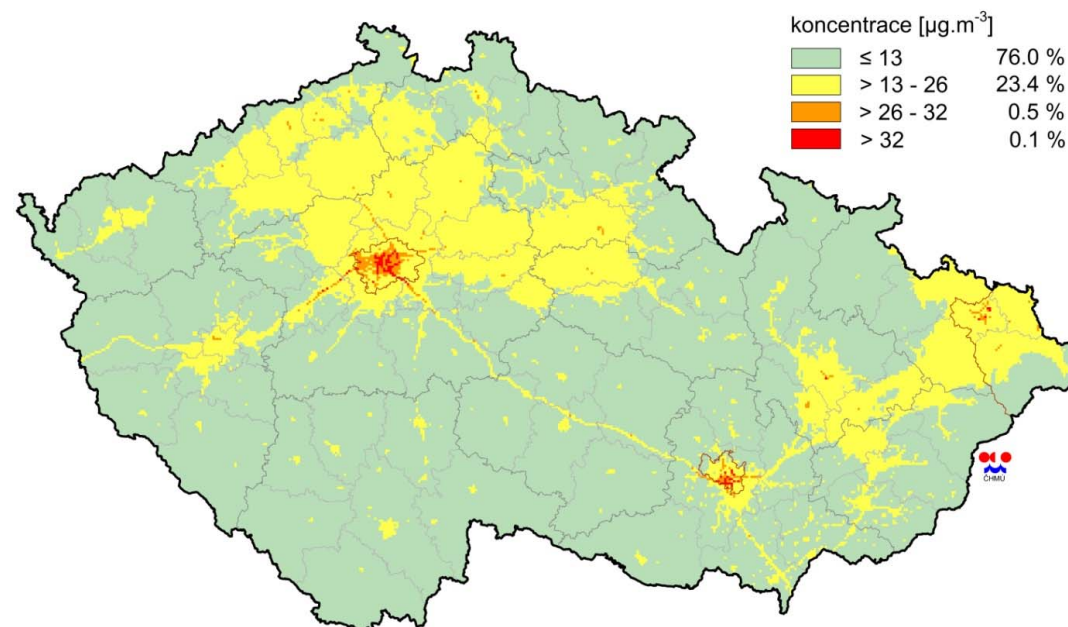 koncentrace [µg.m⁻³]
≤ 13 76.0 %
> 13 - 26 23.4 %
> 26 - 32 0.5 %
> 32 0.1 %
ČHMÚ